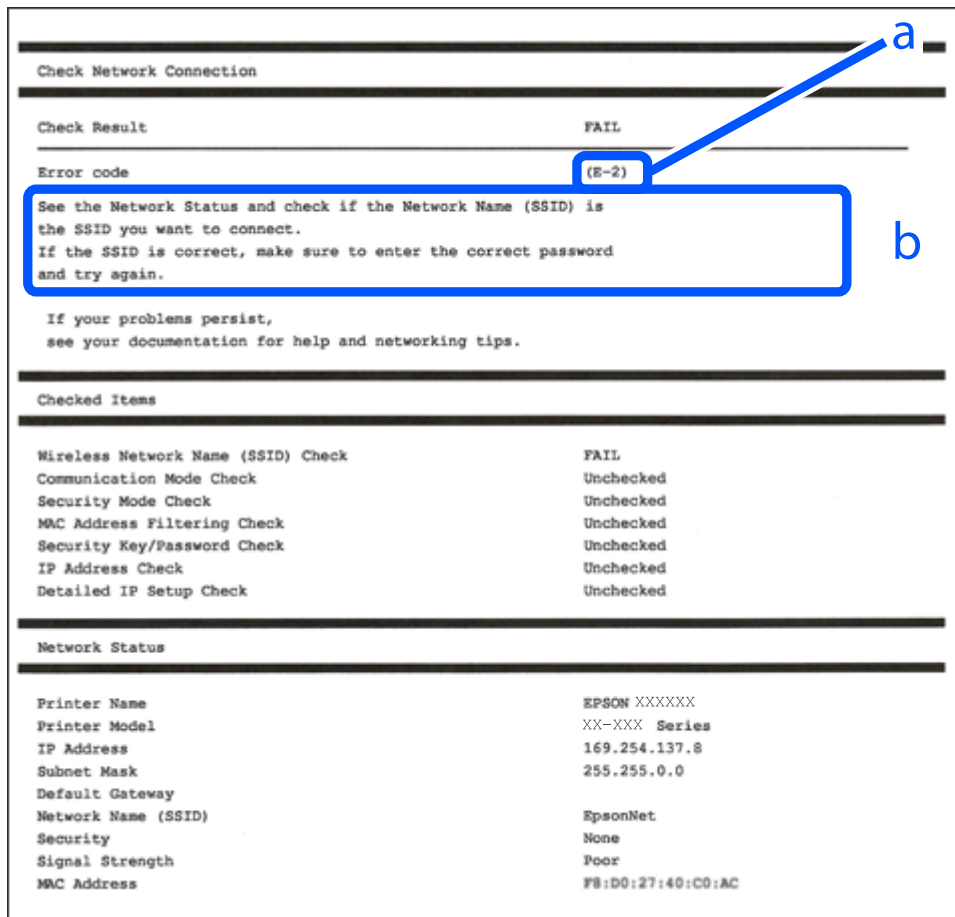 a
Check Network Connection
Check Result FAIL
Error code (E-2)
See the Network Status and check if the Network Name (SSID) is
the SSID you want to connect.
If the SSID is correct, make sure to enter the correct password
and try again.
b
If your problems persist,
see your documentation for help and networking tips.
Checked Items
Wireless Network Name (SSID) Check FAIL
Communication Mode Check Unchecked
Security Mode Check Unchecked
MAC Address Filtering Check Unchecked
Security Key/Password Check Unchecked
IP Address Check Unchecked
Detailed IP Setup Check Unchecked
Network Status
Printer Name EPSON XXXXXX
Printer Model XX-XXX Series
IP Address 169.254.137.8
Subnet Mask 255.255.0.0
Default Gateway
Network Name (SSID) EpsonNet
Security None
Signal Strength Poor
MAC Address F8:D0:27:40:C0:AC